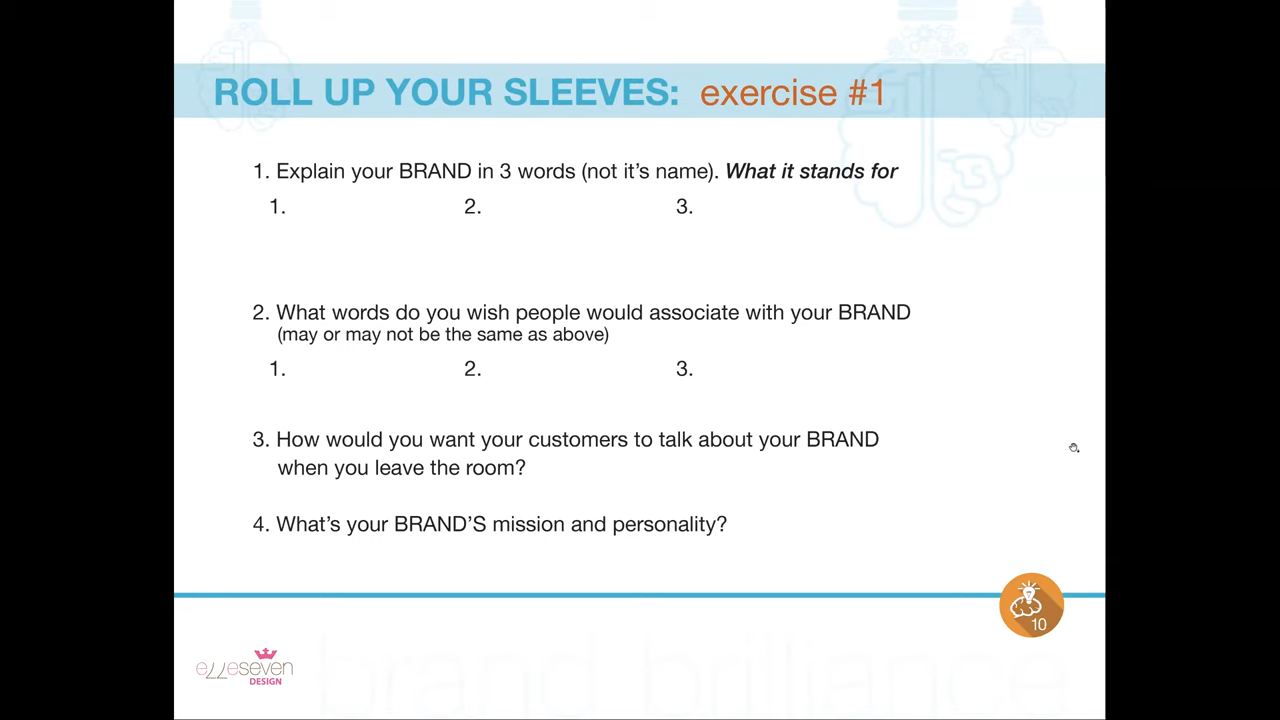 ROLL UP YOUR SLEEVES: exercise #1
1. Explain your BRAND in 3 words (not it's name). What it stands for
1. 2. 3.
2. What words do you wish people would associate with your BRAND
(may or may not be the same as above)
1. 2. 3.
3. How would you want your customers to talk about your BRAND
when you leave the room?
4. What's your BRAND'S mission and personality?
10
elleseven
DESIGN
brand brilliance